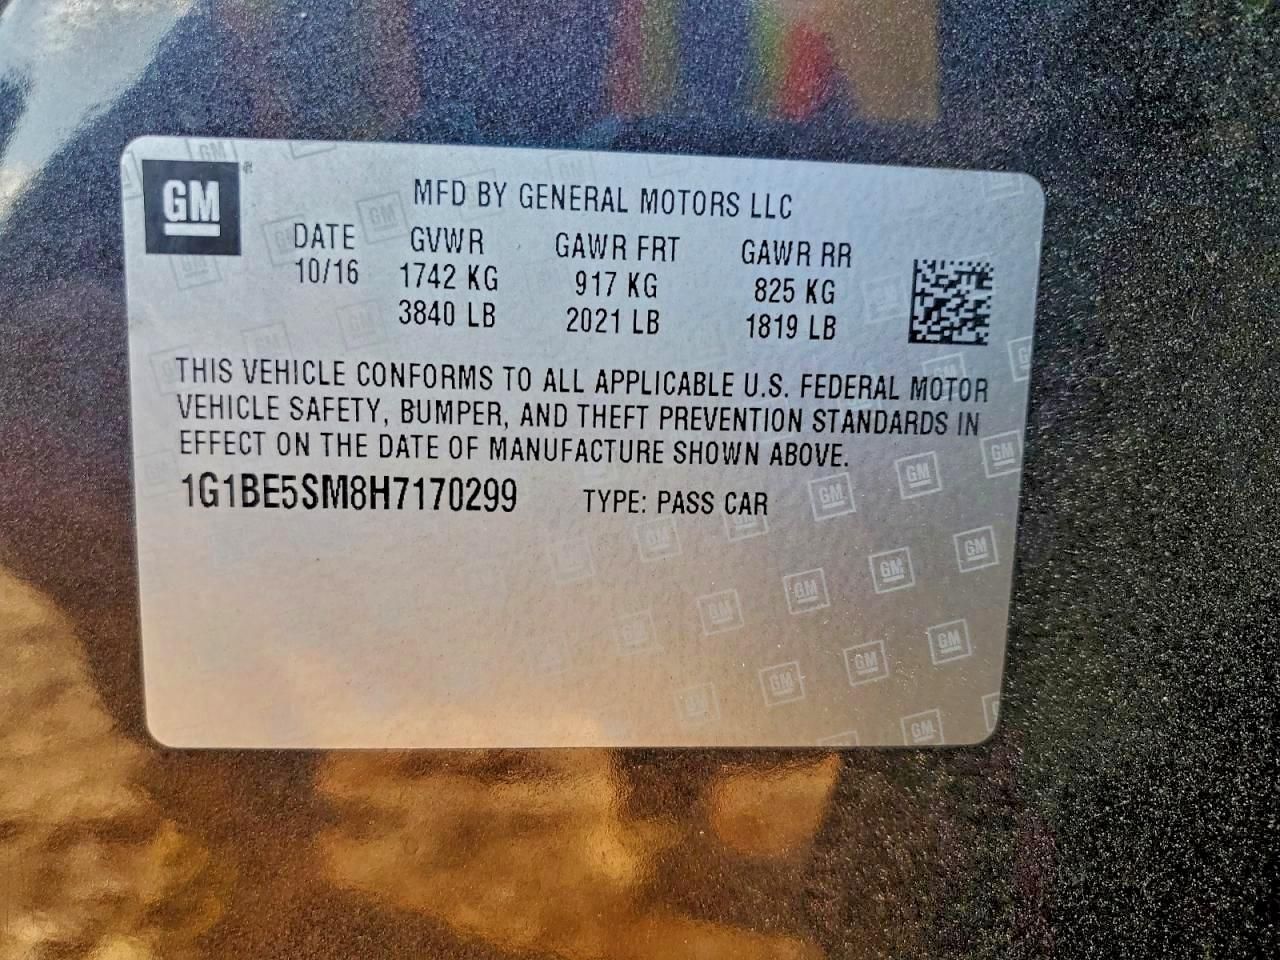 GM
MFD BY GENERAL MOTORS LLC
DATE GVWR GAWR FRT GAWR RR
10/16 1742 KG 917 KG 825 KG
3840 LB 2021 LB 1819 LB
THIS VEHICLE CONFORMS TO ALL APPLICABLE U.S. FEDERAL MOTOR
VEHICLE SAFETY, BUMPER, AND THEFT PREVENTION STANDARDS IN
EFFECT ON THE DATE OF MANUFACTURE SHOWN ABOVE.
1G1BE5SM8H7170299 TYPE: PASS CAR